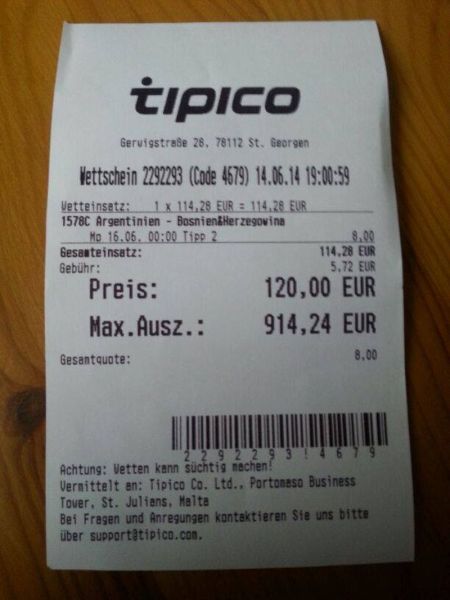 tipico
Gerwigstraße 28, 78112 St. Georgen
Wettschein 2292293 (Code 4679) 14.06.14 19:00:59
Wetteinsatz: 1 x 114,28 EUR = 114,28 EUR
1578C Argentinien - Bosnien&Herzegowina
Mo 16.06. 00:00 Tipp 2 8,00
Gesamteinsatz: 114,28 EUR
Gebühr: 5,72 EUR
Preis: 120,00 EUR
Max.Ausz.: 914,24 EUR
Gesamtquote: 8,00
2292293!4679
Achtung: Wetten kann süchtig machen!
Vermittelt an: Tipico Co. Ltd., Portomaso Business
Tower, St. Julians, Malta
Bei Fragen und Anregungen kontaktieren Sie uns bitte
über support@tipico.com.